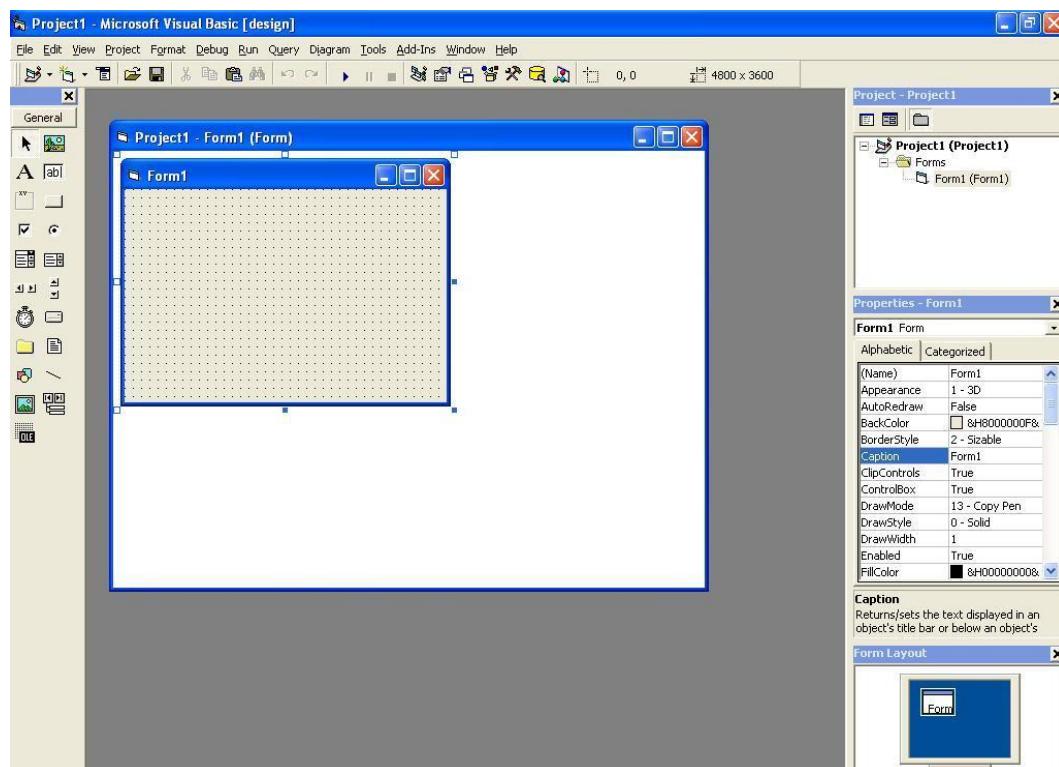 Project1 - Microsoft Visual Basic [design]
File Edit View Project Format Debug Run Query Diagram Tools Add-Ins Window Help
0, 0 4800 x 3600
General
A ab|
XY
OLE
Project1 - Form1 (Form)
Form1
Project - Project1
Project1 (Project1)
Forms
Form1 (Form1)
Properties - Form1
Form1 Form
Alphabetic Categorized
(Name) Form1
Appearance 1 - 3D
AutoRedraw False
BackColor &H8000000F&
BorderStyle 2 - Sizable
Caption Form1
ClipControls True
ControlBox True
DrawMode 13 - Copy Pen
DrawStyle 0 - Solid
DrawWidth 1
Enabled True
FillColor &H00000000&
Caption
Returns/sets the text displayed in an
object's title bar or below an object's
Form Layout
Form